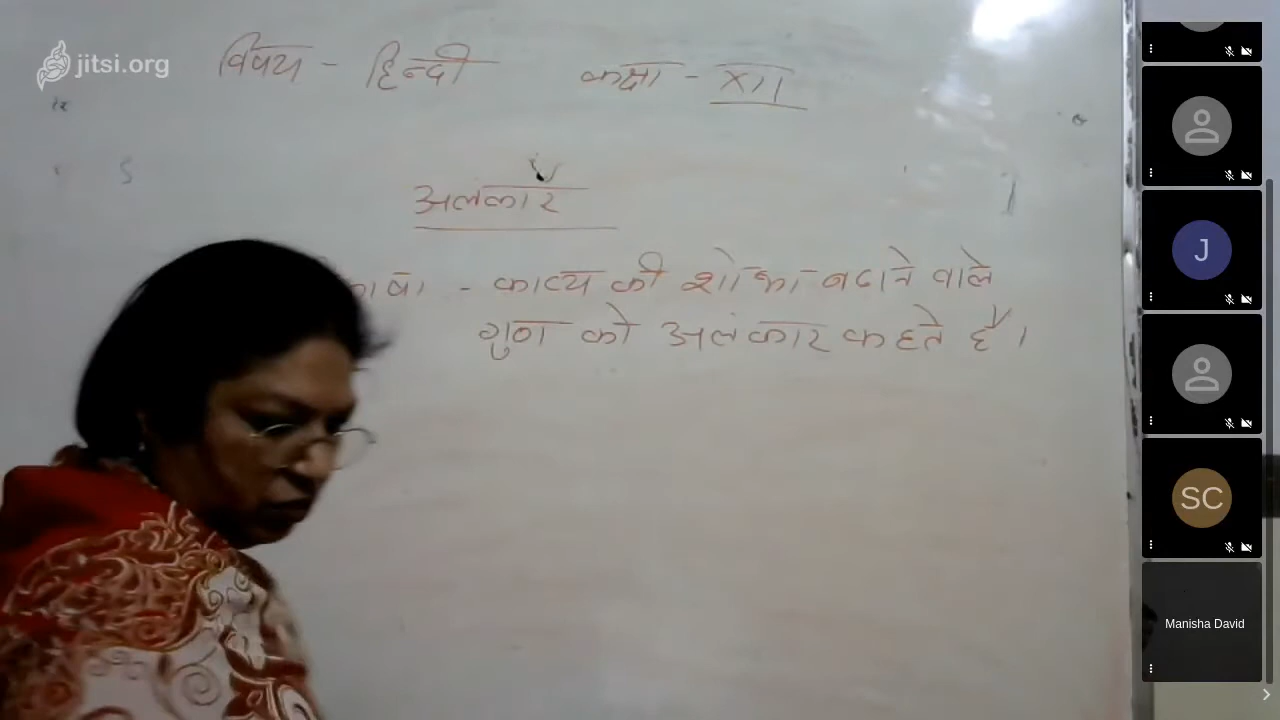 jitsi.org
विषय - हिन्दी कक्षा - XII
अलंकार
- काव्य की शोभा बढाने वाले
गुण को अलंकार कहते हैं।
J
SC
Manisha David